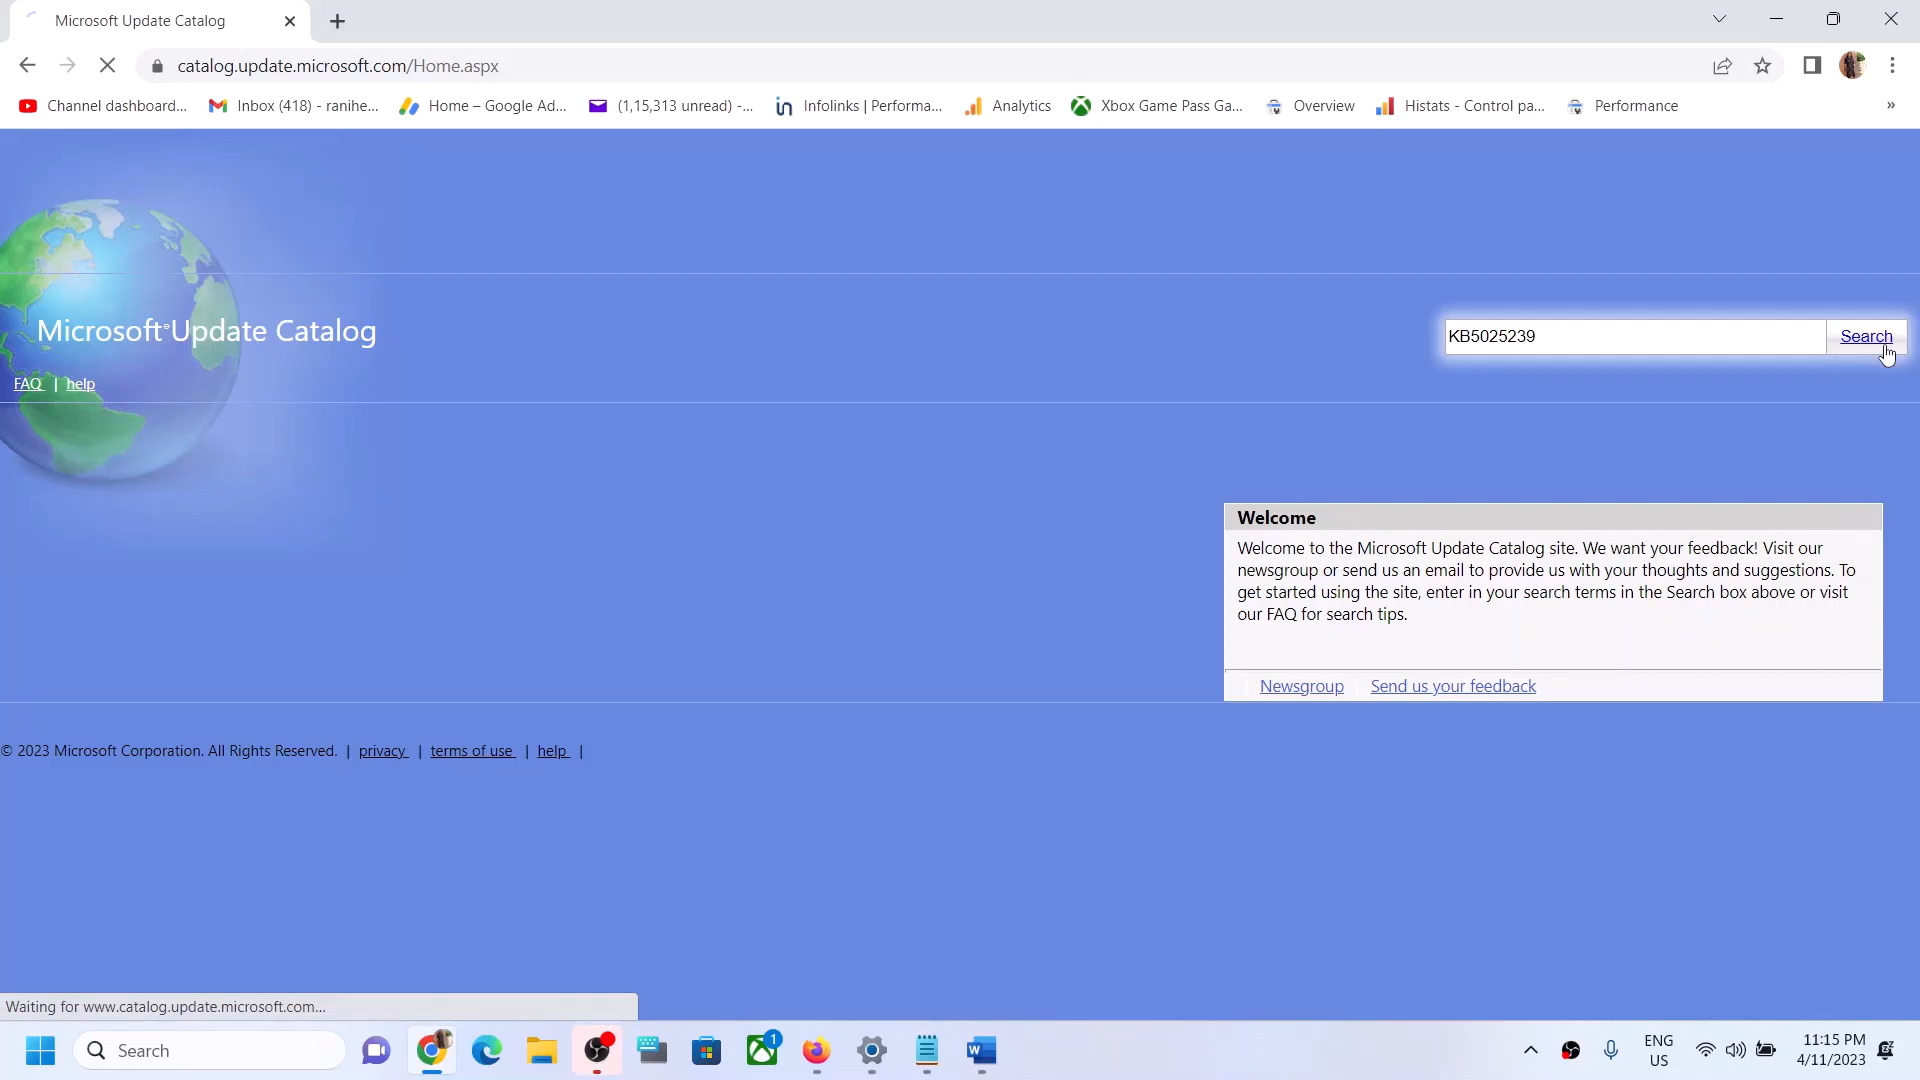 Microsoft Update Catalog
catalog.update.microsoft.com/Home.aspx
Channel dashboard... Inbox (418) - ranihe... Home – Google Ad... (1,15,313 unread) -... Infolinks | Performa... Analytics Xbox Game Pass Ga... Overview Histats - Control pa... Performance »
Microsoft®Update Catalog
KB5025239 Search
FAQ | help
Welcome
Welcome to the Microsoft Update Catalog site. We want your feedback! Visit our
newsgroup or send us an email to provide us with your thoughts and suggestions. To
get started using the site, enter in your search terms in the Search box above or visit
our FAQ for search tips.
Newsgroup Send us your feedback
© 2023 Microsoft Corporation. All Rights Reserved. | privacy | terms of use | help |
Waiting for www.catalog.update.microsoft.com...
Search
1
ENG
US
11:15 PM
4/11/2023